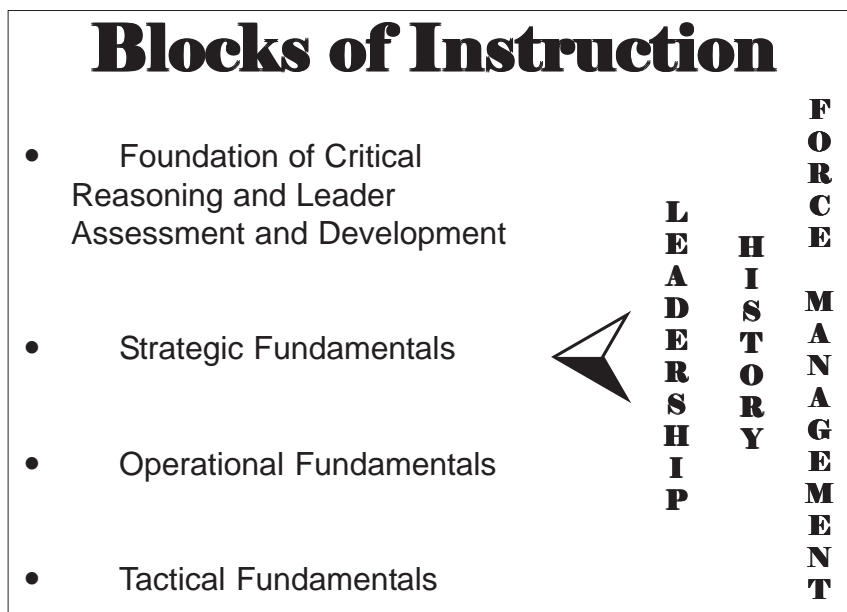 Blocks of Instruction
• Foundation of Critical
Reasoning and Leader
Assessment and Development
• Strategic Fundamentals
• Operational Fundamentals
• Tactical Fundamentals
LEADERSHIP
HISTORY
FORCE MANAGEMENT